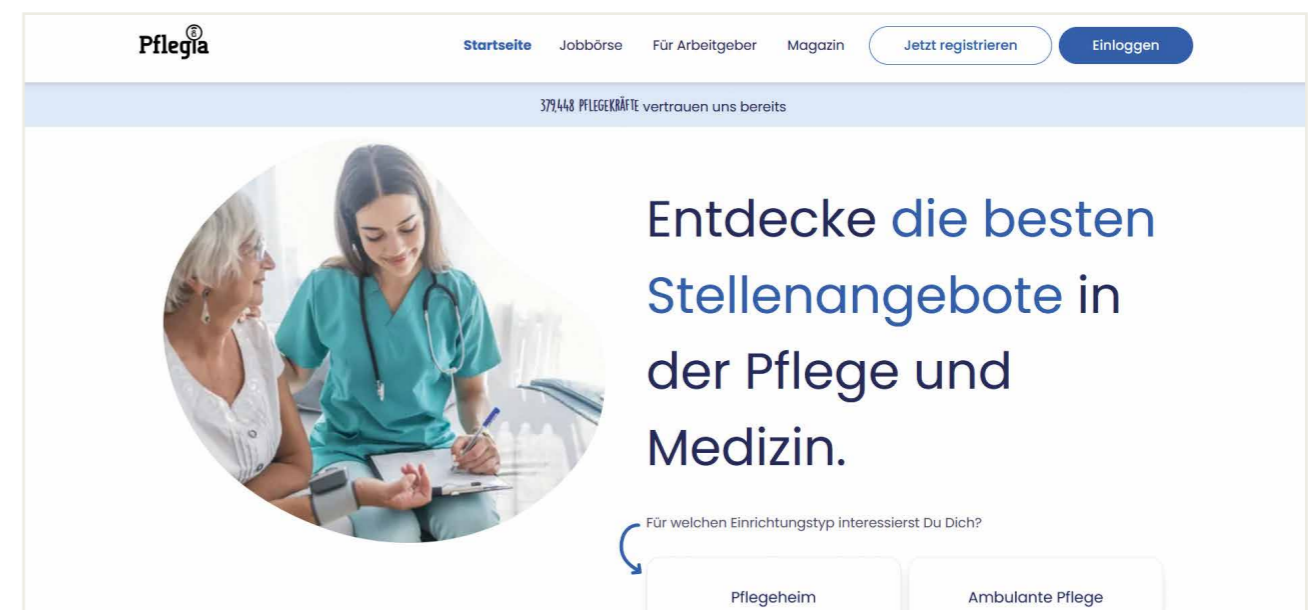 Pflegia
Startseite Jobbörse Für Arbeitgeber Magazin Jetzt registrieren Einloggen
379,448 PFLEGEKRÄFTE vertrauen uns bereits
Entdecke die besten
Stellenangebote in
der Pflege und
Medizin.
Für welchen Einrichtungstyp interessierst Du Dich?
Pflegeheim Ambulante Pflege